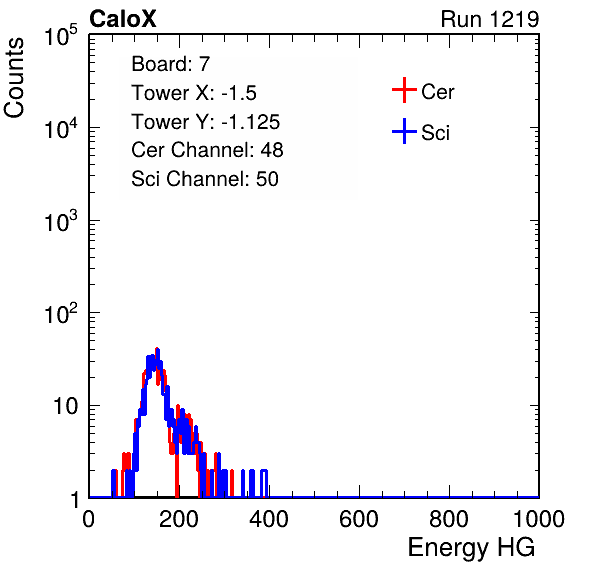 CaloX Run 1219
Counts
10^5
10^4
10^3
10^2
10
1
Board: 7
Tower X: -1.5
Tower Y: -1.125
Cer Channel: 48
Sci Channel: 50
Cer
Sci
0 200 400 600 800 1000
Energy HG